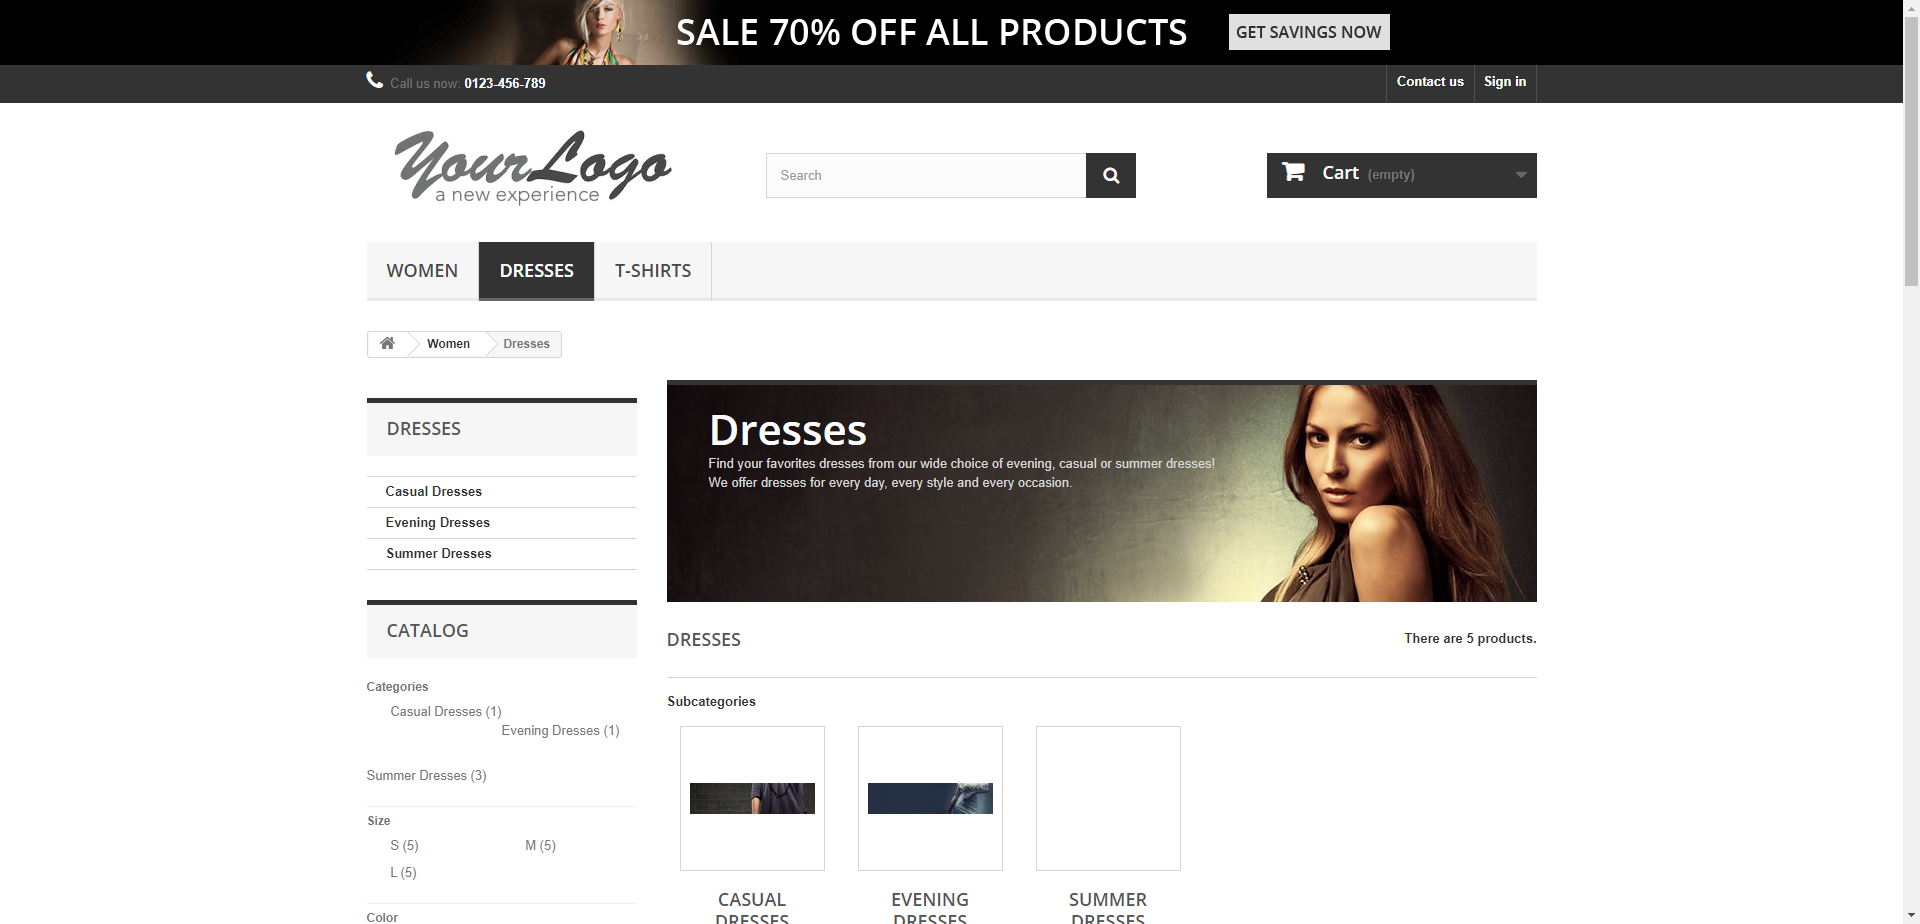 SALE 70% OFF ALL PRODUCTS GET SAVINGS NOW
Call us now: 0123-456-789 Contact us Sign in
YourLogo
a new experience
Search
Cart (empty)
WOMEN DRESSES T-SHIRTS
Women Dresses
DRESSES
Casual Dresses
Evening Dresses
Summer Dresses
CATALOG
Categories
Casual Dresses (1)
Evening Dresses (1)
Summer Dresses (3)
Size
S (5) M (5)
L (5)
Color
Dresses
Find your favorites dresses from our wide choice of evening, casual or summer dresses!
We offer dresses for every day, every style and every occasion.
DRESSES There are 5 products.
Subcategories
CASUAL DRESSES
EVENING DRESSES
SUMMER DRESSES